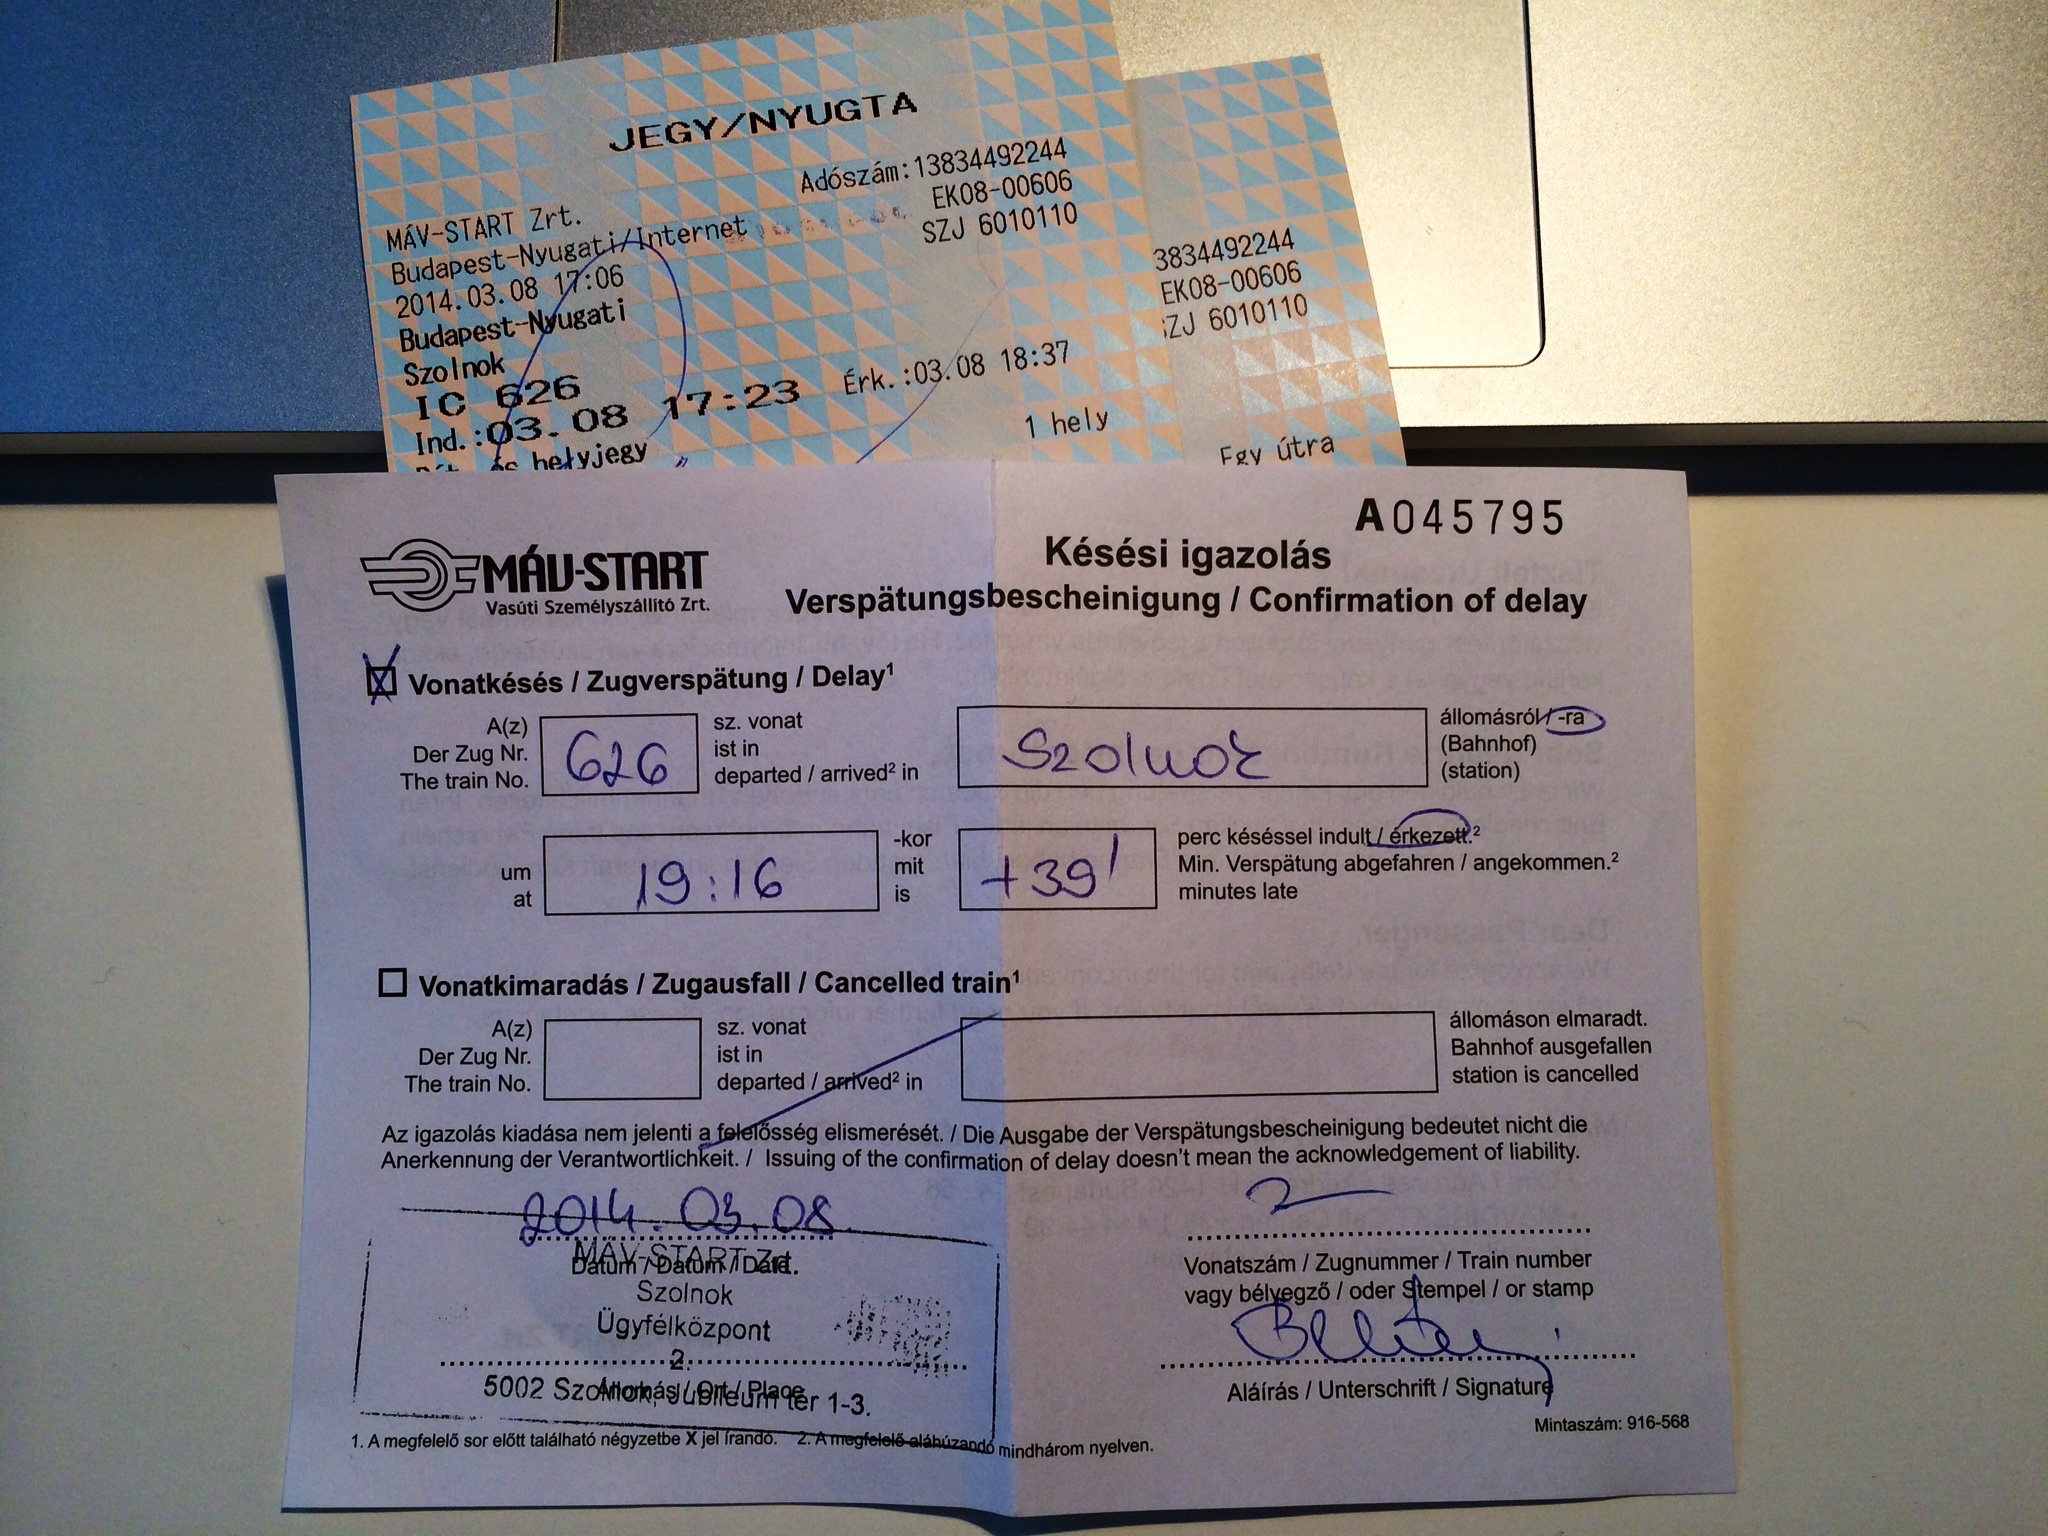 JEGY/NYUGTA
Adószám:13834492244
MÁV-START Zrt. EK08-00606
Budapest-Nyugati/Internet SZJ 6010110
2014.03.08 17:06
Budapest-Nyugati
Szolnok
IC 626
Ind.:03.08 17:23 Érk.:03.08 18:37
helyjegy 1 hely
3834492244
EK08-00606
SZJ 6010110
Egy útra
A045795
MÁV-START
Vasúti Személyszállító Zrt.
Késési igazolás
Verspätungsbescheinigung / Confirmation of delay
X Vonatkésés / Zugverspätung / Delay¹
A(z) sz. vonat állomásról / -ra
Der Zug Nr. 626 ist in Szolnok (Bahnhof)
The train No. departed / arrived² in (station)
-kor perc késéssel indult / érkezett.²
um 19:16 mit +39' Min. Verspätung abgefahren / angekommen.²
at is minutes late
Vonatkimaradás / Zugausfall / Cancelled train¹
A(z) sz. vonat állomáson elmaradt.
Der Zug Nr. ist in Bahnhof ausgefallen
The train No. departed / arrived² in station is cancelled
Az igazolás kiadása nem jelenti a felelősség elismerését. / Die Ausgabe der Verspätungsbescheinigung bedeutet nicht die
Anerkennung der Verantwortlichkeit. / Issuing of the confirmation of delay doesn't mean the acknowledgement of liability.
2014. 03. 08.
Dátum / Datum / Date
MÁV-START Zrt.
Szolnok
Ügyfélközpont
2.
Állomás / Ort / Place
5002 Szolnok, Jubileum tér 1-3.
Vonatszám / Zugnummer / Train number
vagy bélyegző / oder Stempel / or stamp
Aláírás / Unterschrift / Signature
Mintaszám: 916-568
1. A megfelelő sor előtt található négyzetbe X jel írandó. 2. A megfelelő aláhúzandó mindhárom nyelven.